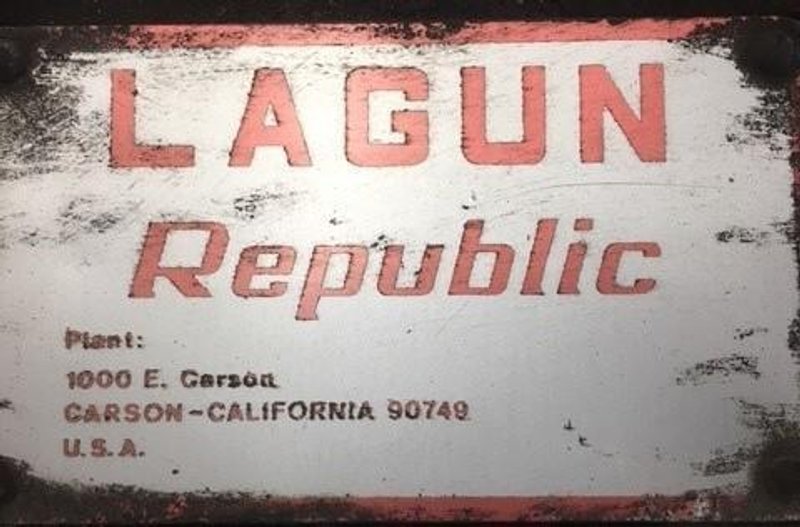 LAGUN
Republic
Plant:
1000 E. Carson
CARSON-CALIFORNIA 90749
U.S.A.